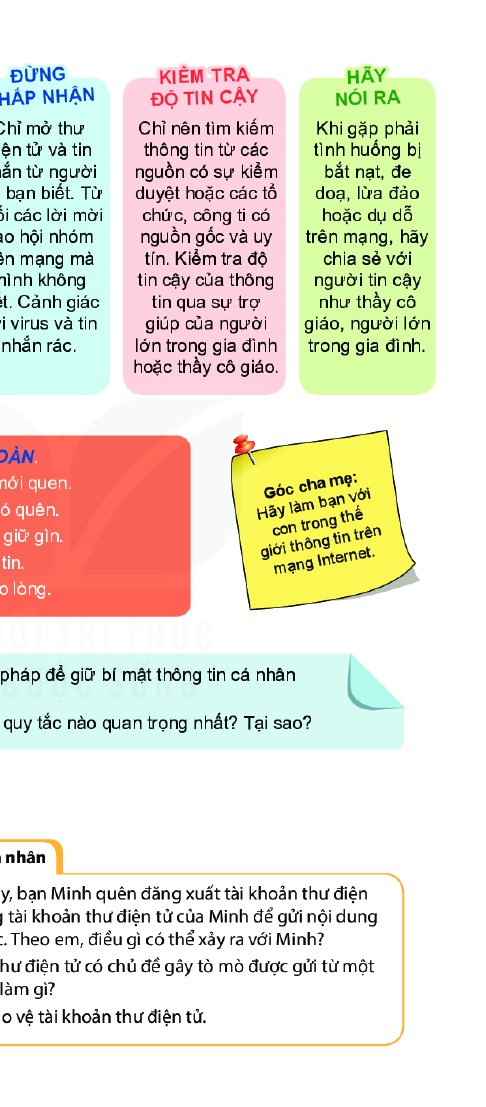 ĐỪNG
CHẤP NHẬN
Chỉ mở thư
điện tử và tin
nhắn từ người
bạn biết. Từ
chối các lời mời
vào hội nhóm
trên mạng mà
mình không
biết. Cảnh giác
với virus và tin
nhắn rác.
KIỂM TRA
ĐỘ TIN CẬY
Chỉ nên tìm kiếm
thông tin từ các
nguồn có sự kiểm
duyệt hoặc các tổ
chức, công ti có
nguồn gốc và uy
tín. Kiểm tra độ
tin cậy của thông
tin qua sự trợ
giúp của người
lớn trong gia đình
hoặc thầy cô giáo.
HÃY
NÓI RA
Khi gặp phải
tình huống bị
bắt nạt, đe
doạ, lừa đảo
hoặc dụ dỗ
trên mạng, hãy
chia sẻ với
người tin cậy
như thầy cô
giáo, người lớn
trong gia đình.
OÀN.
mới quen.
ó quên.
giữ gìn.
tin.
o lòng.
Góc cha mẹ:
Hãy làm bạn với
con trong thế
giới thông tin trên
mạng Internet.
pháp để giữ bí mật thông tin cá nhân
quy tắc nào quan trọng nhất? Tại sao?
nhân
y, bạn Minh quên đăng xuất tài khoản thư điện
g tài khoản thư điện tử của Minh để gửi nội dung
c. Theo em, điều gì có thể xảy ra với Minh?
hư điện tử có chủ đề gây tò mò được gửi từ một
làm gì?
o vệ tài khoản thư điện tử.